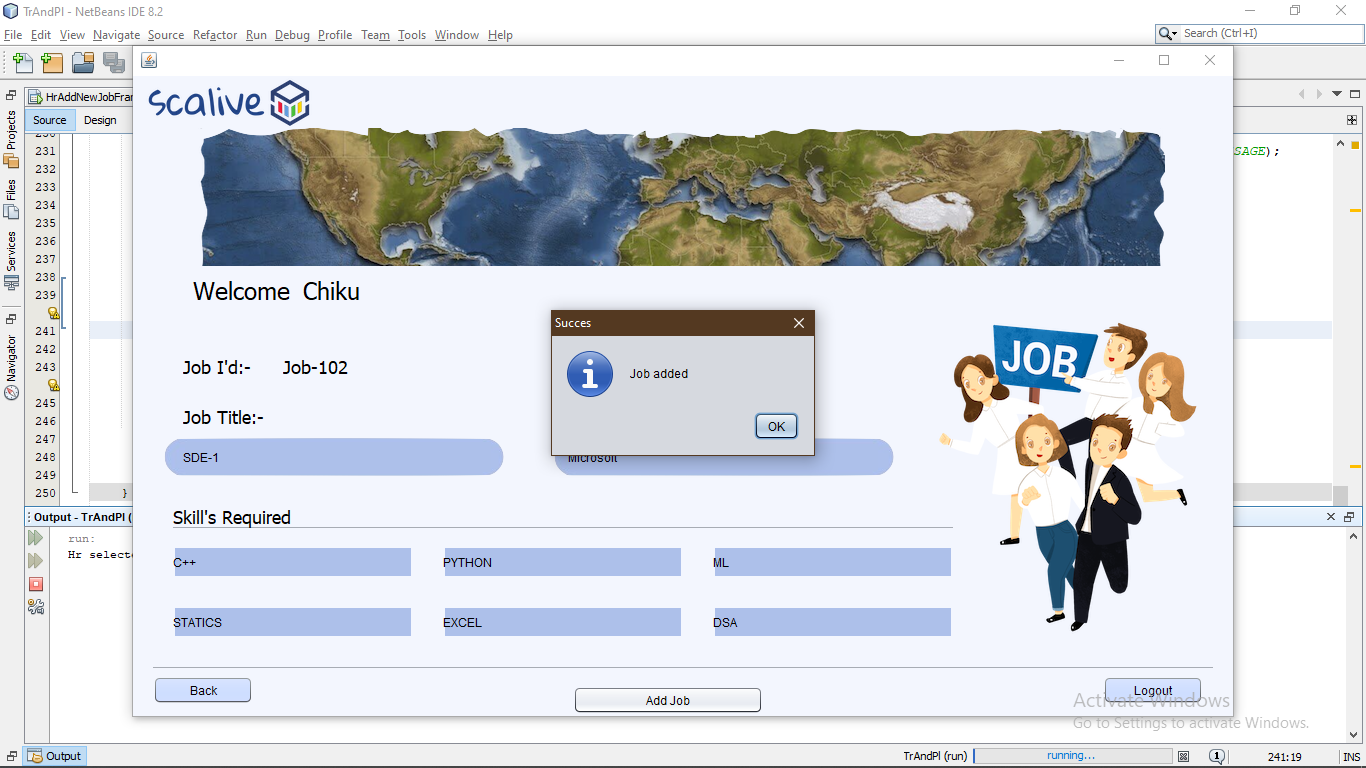 TrAndPl - NetBeans IDE 8.2
File Edit View Navigate Source Refactor Run Debug Profile Team Tools Window Help
Search (Ctrl+I)
HrAddNewJobFra
Source Design
Projects
Files
Services
Navigator
231
232
233
234
235
236
237
238
239
241
242
243
245
246
247
248
249
250 }
SAGE);
scalive
Welcome Chiku
Job I'd:- Job-102
Job Title:-
SDE-1
Microsoft
Succes
Job added
OK
JOB
Skill's Required
C++ PYTHON ML
STATICS EXCEL DSA
Back Add Job Logout
Output - TrAndPl (
run:
Hr selecte
Activate Windows
Go to Settings to activate Windows.
Output
TrAndPl (run) running... 1 241:19 INS